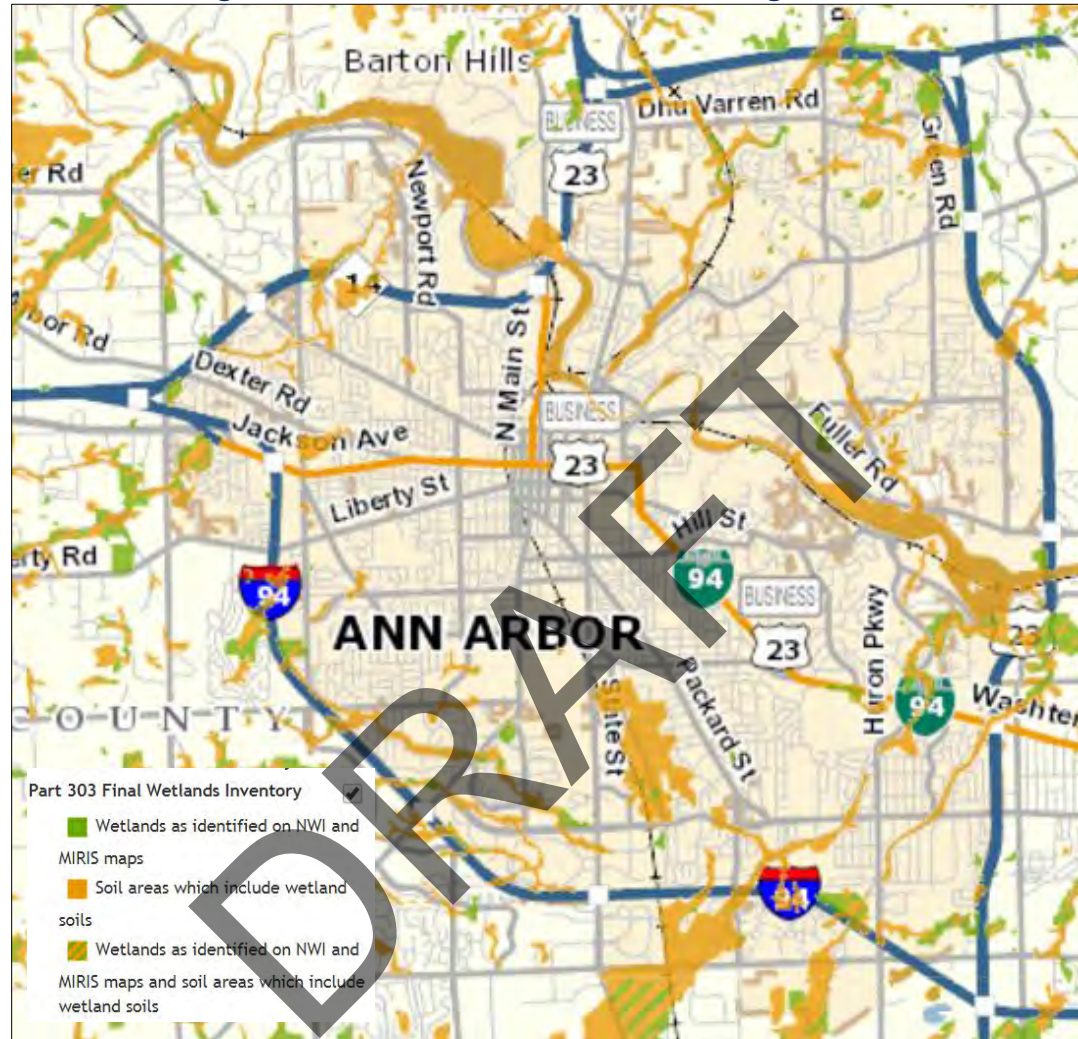 Barton Hills
Dhu Varren Rd
BUSINESS
23
Green Rd
er Rd
Newport Rd
14
bor Rd
N Main St
Dexter Rd
BUSINESS
Jackson Ave
23
Fuller Rd
Liberty St
Hill St
erty Rd
94
94
BUSINESS
ANN ARBOR
23
23
Huron Pkwy
Packard St
State St
94
Washten
COUNTY
94
DRAFT
Part 303 Final Wetlands Inventory
Wetlands as identified on NWI and
MIRIS maps
Soil areas which include wetland
soils
Wetlands as identified on NWI and
MIRIS maps and soil areas which include
wetland soils